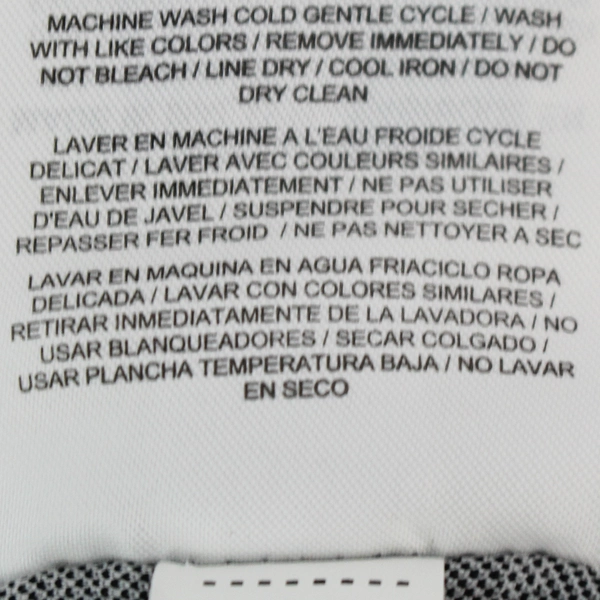 MACHINE WASH COLD GENTLE CYCLE / WASH
WITH LIKE COLORS / REMOVE IMMEDIATELY / DO
NOT BLEACH / LINE DRY / COOL IRON / DO NOT
DRY CLEAN
LAVER EN MACHINE A L'EAU FROIDE CYCLE
DELICAT / LAVER AVEC COULEURS SIMILAIRES /
ENLEVER IMMEDIATEMENT / NE PAS UTILISER
D'EAU DE JAVEL / SUSPENDRE POUR SECHER /
REPASSER FER FROID / NE PAS NETTOYER A SEC
LAVAR EN MAQUINA EN AGUA FRIACICLO ROPA
DELICADA / LAVAR CON COLORES SIMILARES /
RETIRAR INMEDIATAMENTE DE LA LAVADORA / NO
USAR BLANQUEADORES / SECAR COLGADO /
USAR PLANCHA TEMPERATURA BAJA / NO LAVAR
EN SECO